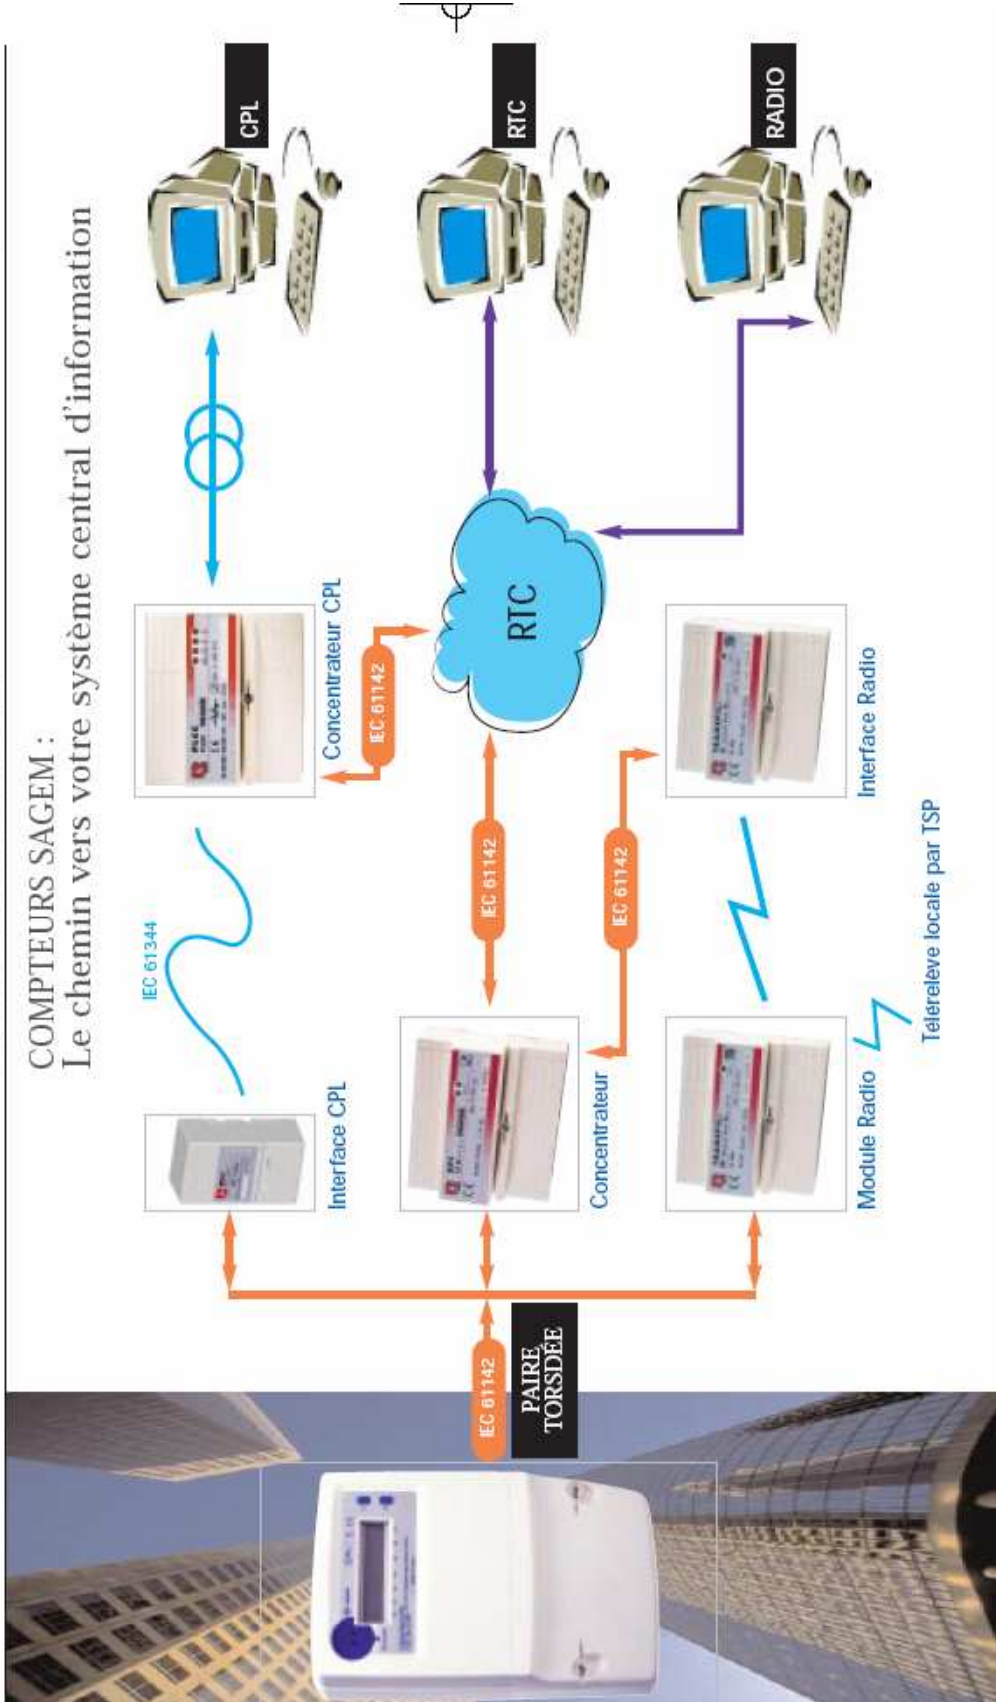 COMPTEURS SAGEM :
Le chemin vers votre système central d'information
IEC 61344
CPL
Interface CPL
Concentrateur CPL
IEC 61142
IEC 61142
PAIRE
TORSDÉE
IEC 61142
RTC
RTC
Concentrateur
IEC 61142
RADIO
Module Radio
Interface Radio
Télérelève locale par TSP